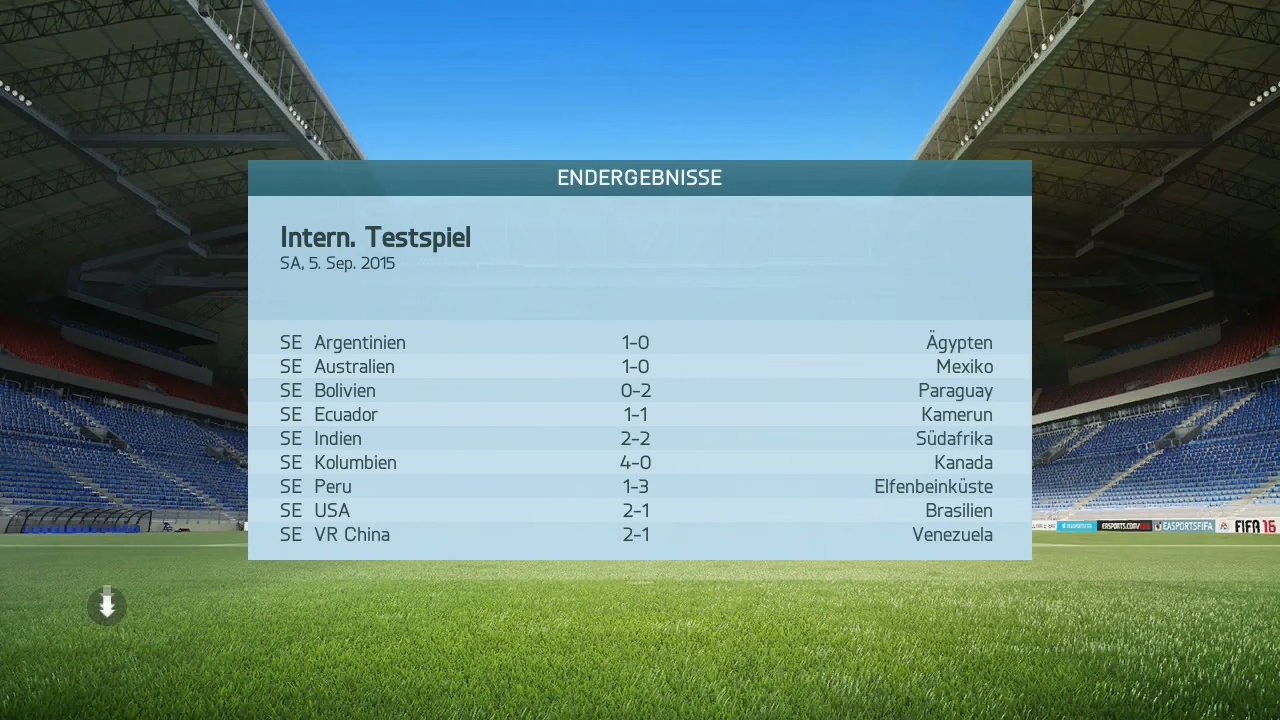 ENDERGEBNISSE
Intern. Testspiel
SA, 5. Sep. 2015
SE Argentinien 1-0 Ägypten
SE Australien 1-0 Mexiko
SE Bolivien 0-2 Paraguay
SE Ecuador 1-1 Kamerun
SE Indien 2-2 Südafrika
SE Kolumbien 4-0 Kanada
SE Peru 1-3 Elfenbeinküste
SE USA 2-1 Brasilien
SE VR China 2-1 Venezuela
EASPORTS.COM/ EASPORTSFIFA FIFA 16